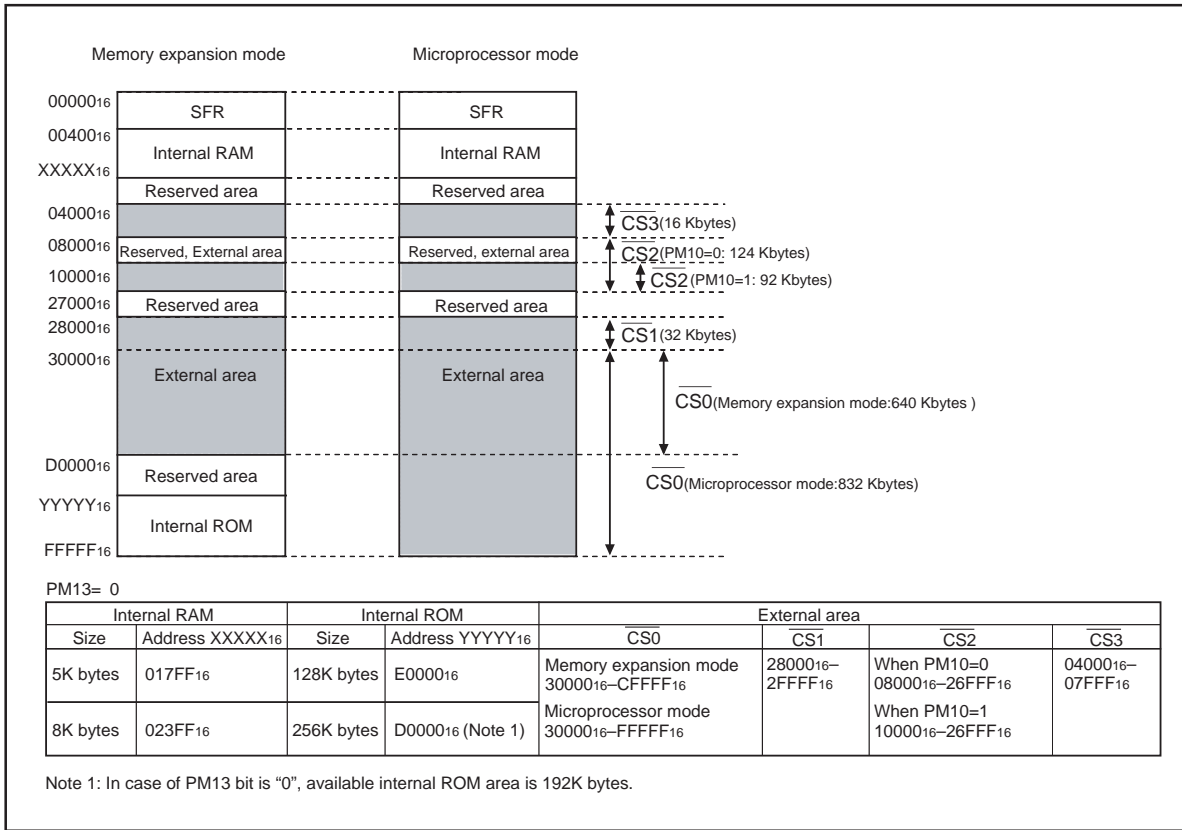 Memory expansion mode
Microprocessor mode
0000016
SFR
SFR
0040016
Internal RAM
Internal RAM
XXXXX16
Reserved area
Reserved area
0400016
CS3(16 Kbytes)
0800016
Reserved, External area
Reserved, external area
CS2(PM10=0: 124 Kbytes)
1000016
CS2(PM10=1: 92 Kbytes)
2700016
Reserved area
Reserved area
2800016
CS1(32 Kbytes)
3000016
External area
External area
CS0(Memory expansion mode:640 Kbytes )
D000016
Reserved area
CS0(Microprocessor mode:832 Kbytes)
YYYYY16
Internal ROM
FFFFF16
PM13= 0
Internal RAM Internal ROM External area
Size Address XXXXX16 Size Address YYYYY16 CS0 CS1 CS2 CS3
5K bytes 017FF16 128K bytes E000016 Memory expansion mode 2800016– When PM10=0 0400016–
3000016–CFFFF16 2FFFF16 0800016–26FFF16 07FFF16
8K bytes 023FF16 256K bytes D000016 (Note 1) Microprocessor mode When PM10=1
3000016–FFFFF16 1000016–26FFF16
Note 1: In case of PM13 bit is “0”, available internal ROM area is 192K bytes.